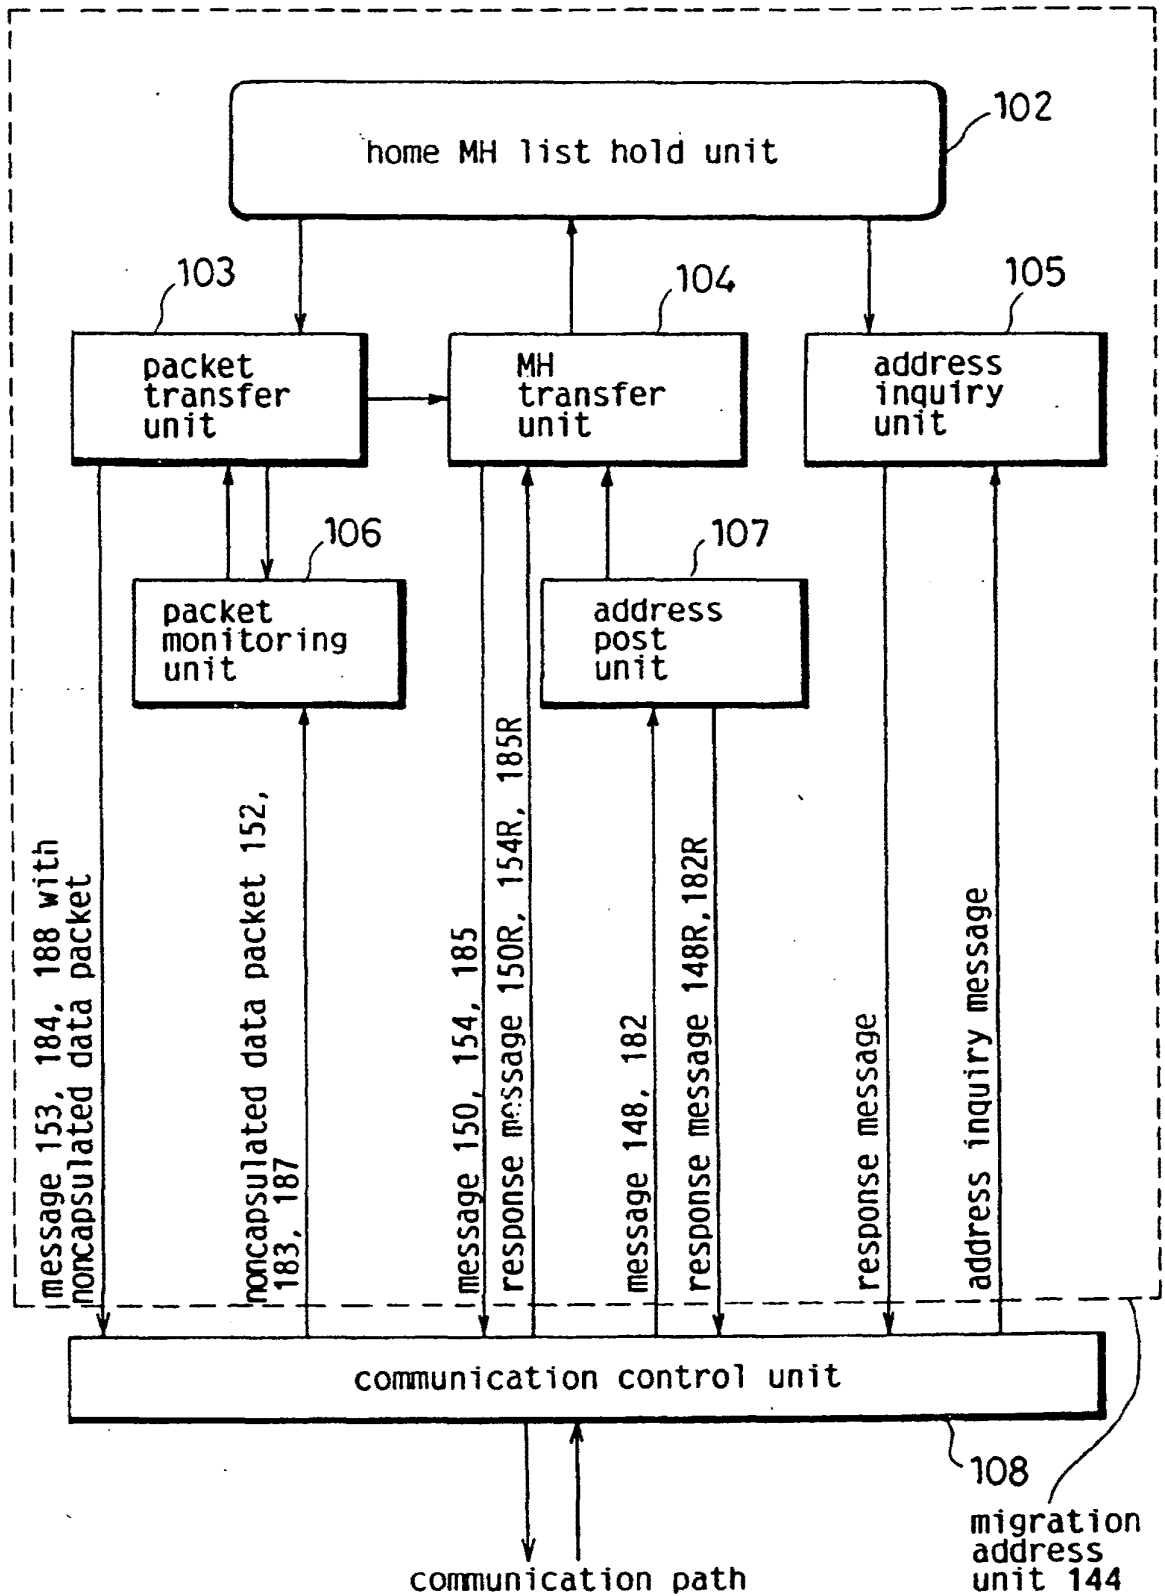 102
home MH list hold unit
103
104
105
packet
transfer
unit
MH
transfer
unit
address
inquiry
unit
106
107
packet
monitoring
unit
address
post
unit
message 153, 184, 188 with
noncapsulated data packet
noncapsulated data packet 152,
183, 187
message 150, 154, 185
response message 150R, 154R, 185R
message 148, 182
response message 148R,182R
response message
address inquiry message
communication control unit
108
migration
address
unit 144
communication path